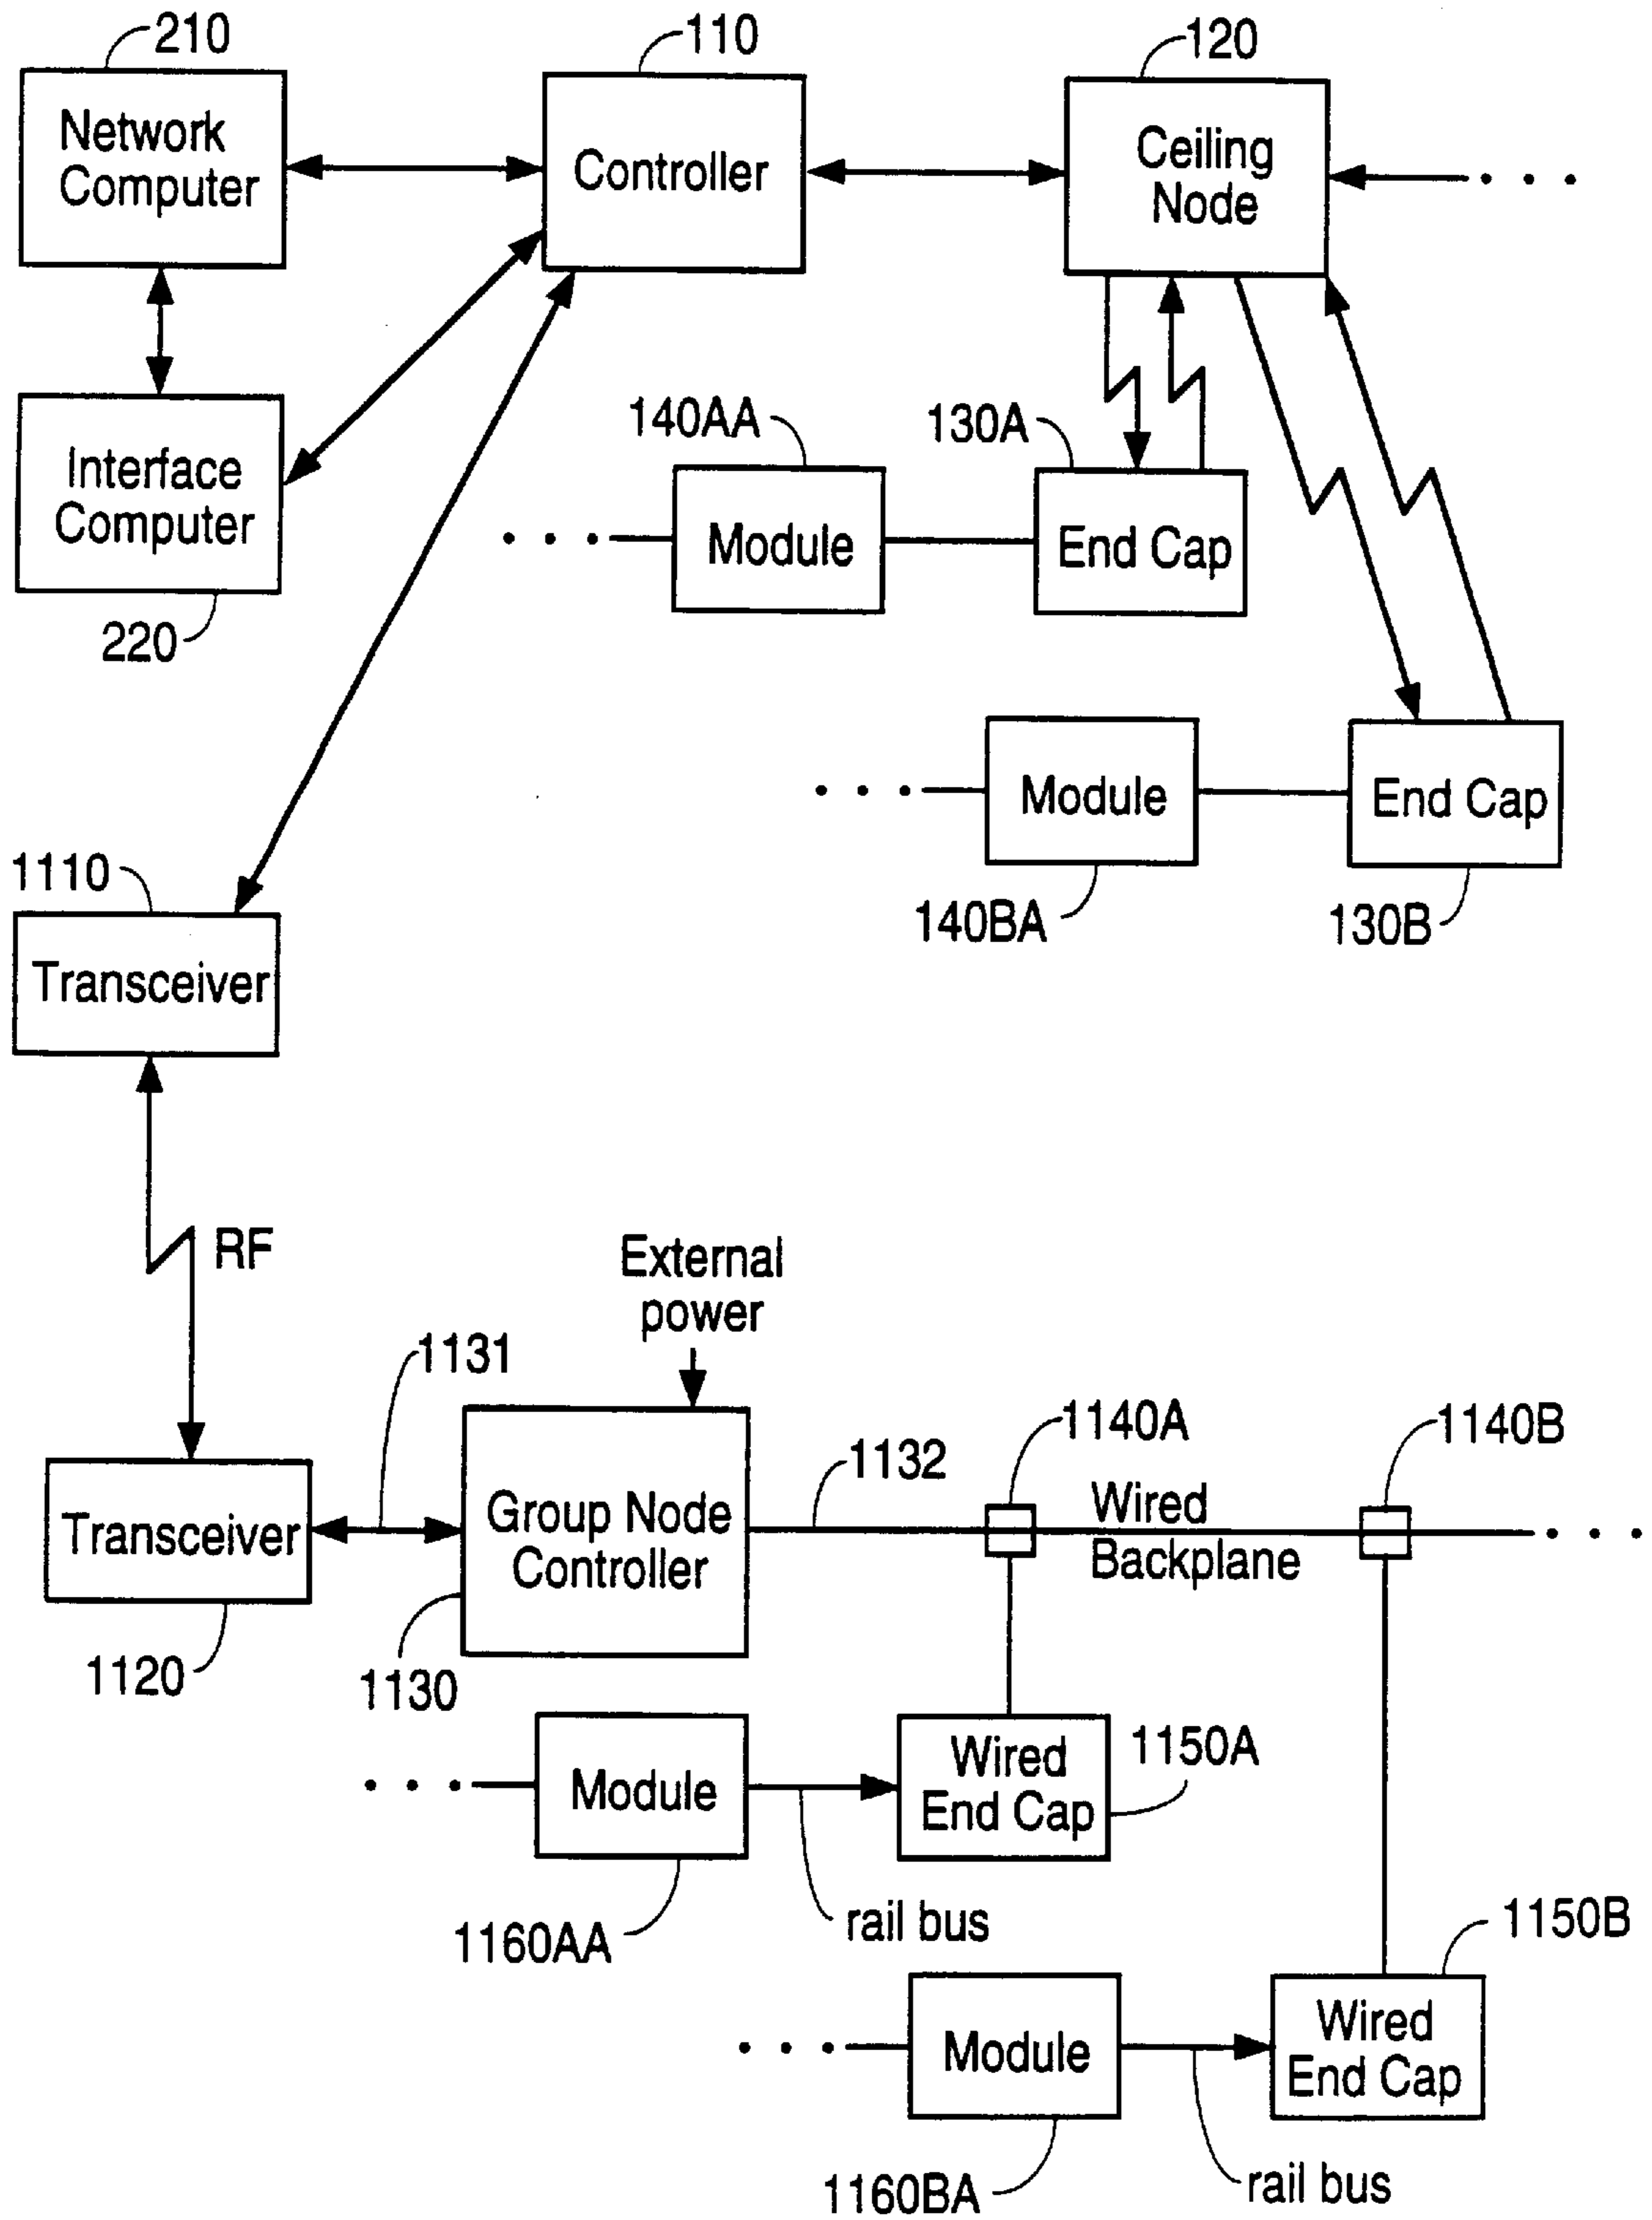 210
110
120
Network
Computer
Controller
Ceiling
Node
140AA
130A
Interface
Computer
Module
End Cap
220
Module
End Cap
1110
140BA
130B
Transceiver
RF
External
power
1131
1140A
1140B
1132
Wired
Backplane
Transceiver
Group Node
Controller
1120
1130
Module
Wired
End Cap
1150A
1160AA
rail bus
1150B
Module
Wired
End Cap
1160BA
rail bus